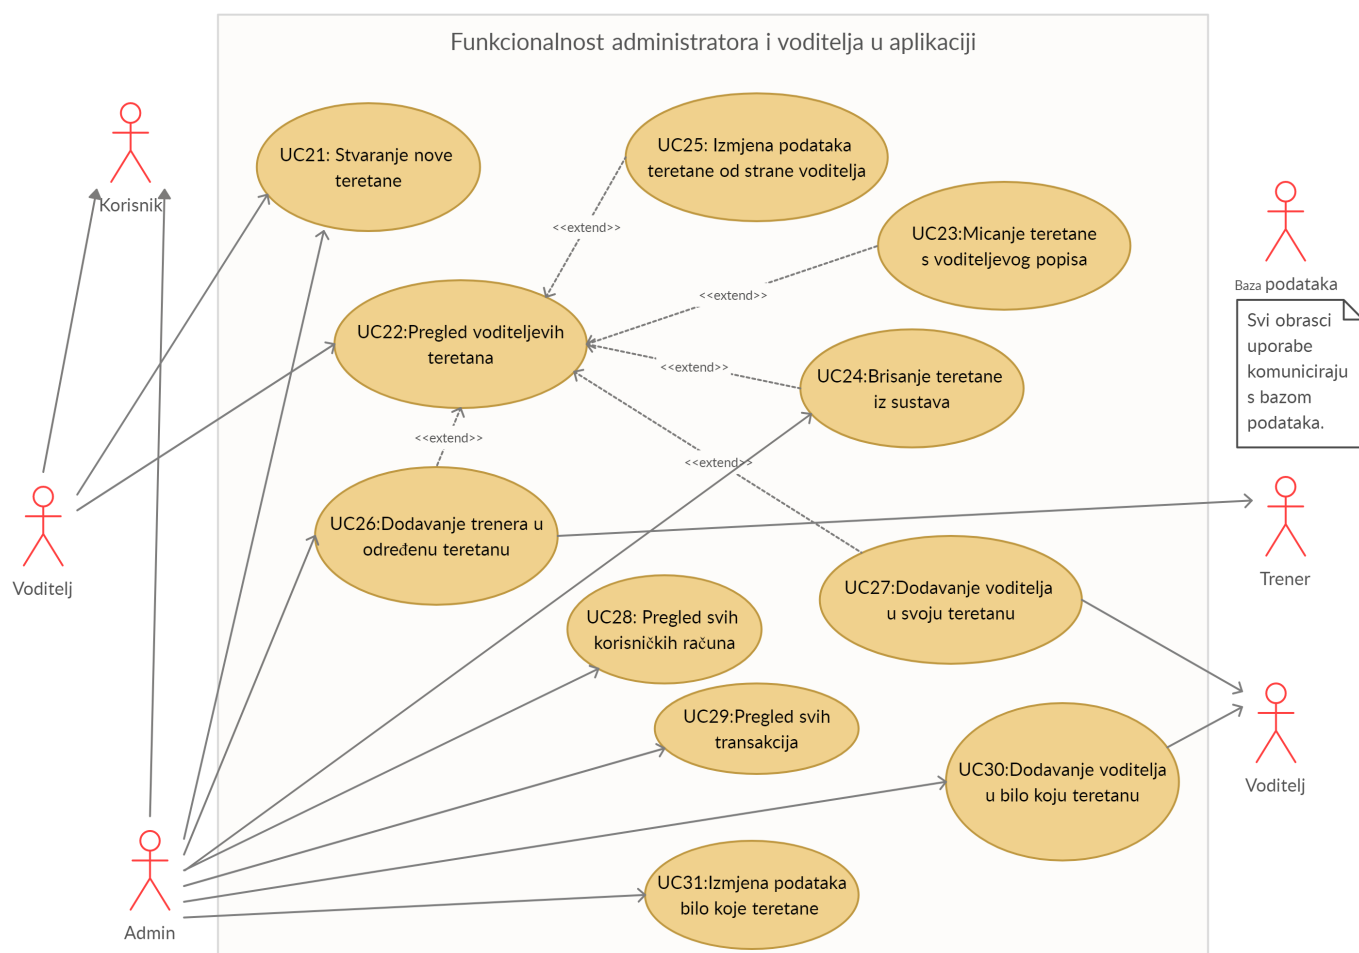 Funkcionalnost administratora i voditelja u aplikaciji
Korisnik
UC21: Stvaranje nove
teretane
UC25: Izmjena podataka
teretane od strane voditelja
<<extend>>
UC23:Micanje teretane
s voditeljevog popisa
<<extend>>
Baza podataka
Svi obrasci
uporabe
komuniciraju
s bazom
podataka.
UC22:Pregled voditeljevih
teretana
<<extend>>
UC24:Brisanje teretane
iz sustava
<<extend>>
<<extend>>
UC26:Dodavanje trenera u
određenu teretanu
Voditelj
Trener
UC27:Dodavanje voditelja
u svoju teretanu
UC28: Pregled svih
korisničkih računa
UC29:Pregled svih
transakcija
UC30:Dodavanje voditelja
u bilo koju teretanu
Voditelj
UC31:Izmjena podataka
bilo koje teretane
Admin